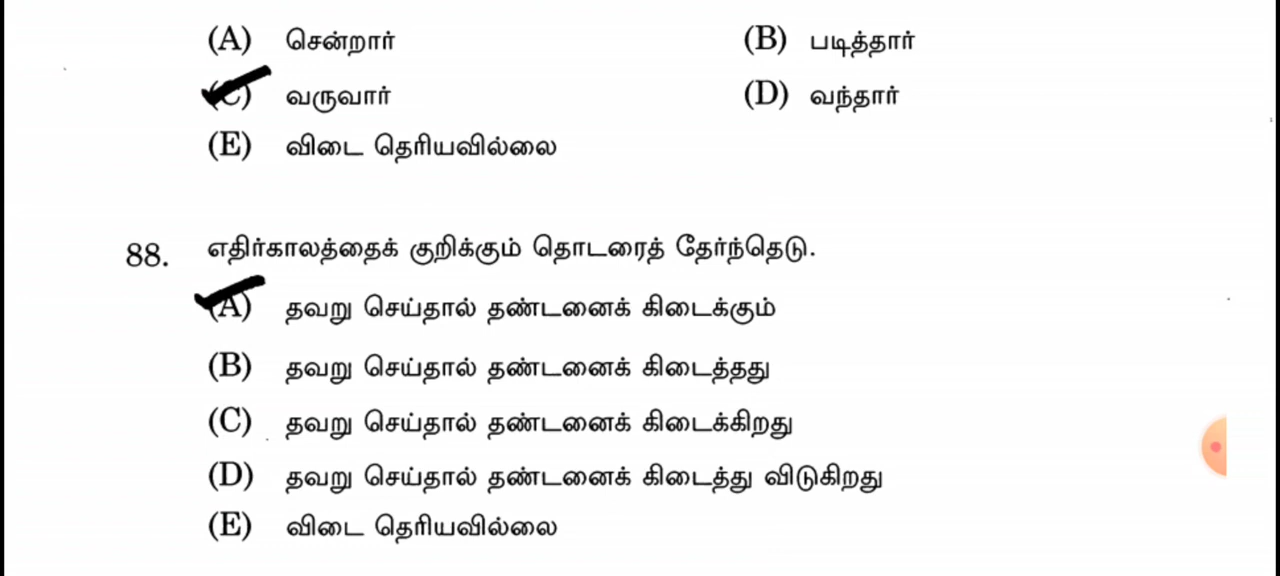 (A) சென்றார் (B) படித்தார்
(C) வருவார் (D) வந்தார்
(E) விடை தெரியவில்லை
88. எதிர்காலத்தைக் குறிக்கும் தொடரைத் தேர்ந்தெடு.
(A) தவறு செய்தால் தண்டனைக் கிடைக்கும்
(B) தவறு செய்தால் தண்டனைக் கிடைத்தது
(C) தவறு செய்தால் தண்டனைக் கிடைக்கிறது
(D) தவறு செய்தால் தண்டனைக் கிடைத்து விடுகிறது
(E) விடை தெரியவில்லை